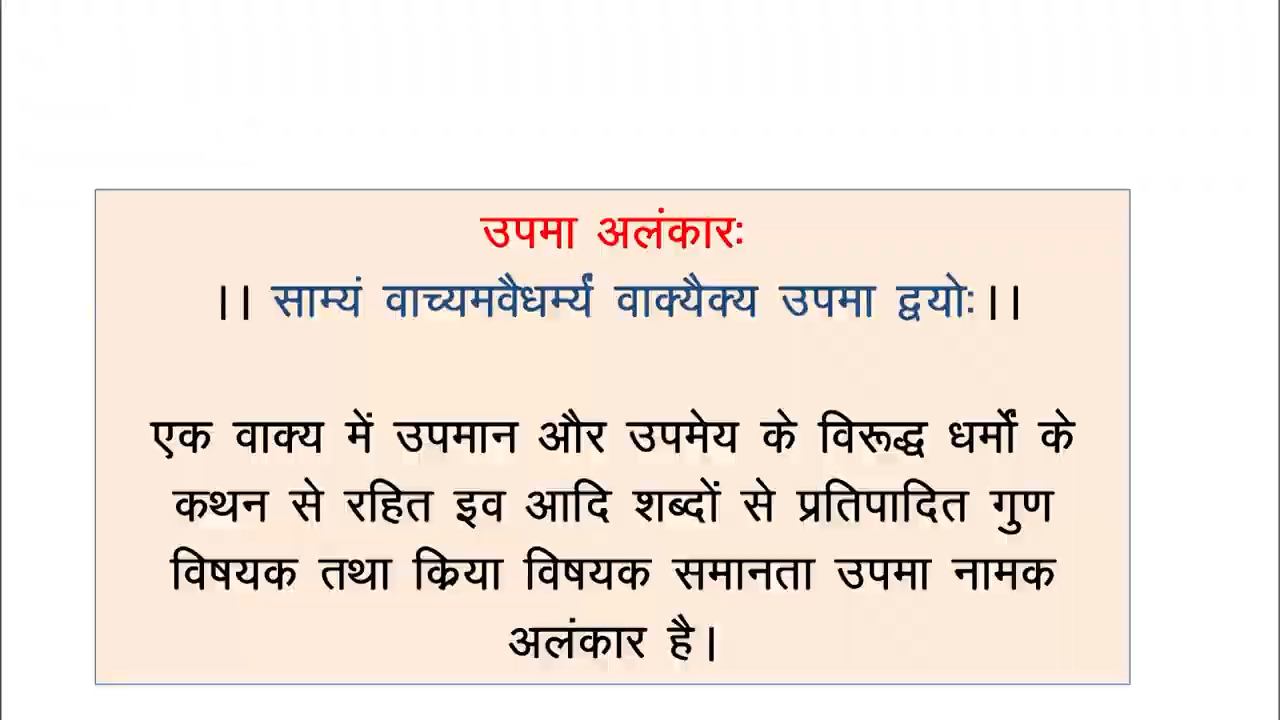 उपमा अलंकारः
।। साम्यं वाच्यमवैधर्म्यं वाक्यैक्य उपमा द्वयोः।।
एक वाक्य में उपमान और उपमेय के विरूद्ध धर्मों के
कथन से रहित इव आदि शब्दों से प्रतिपादित गुण
विषयक तथा क्रिया विषयक समानता उपमा नामक
अलंकार है।